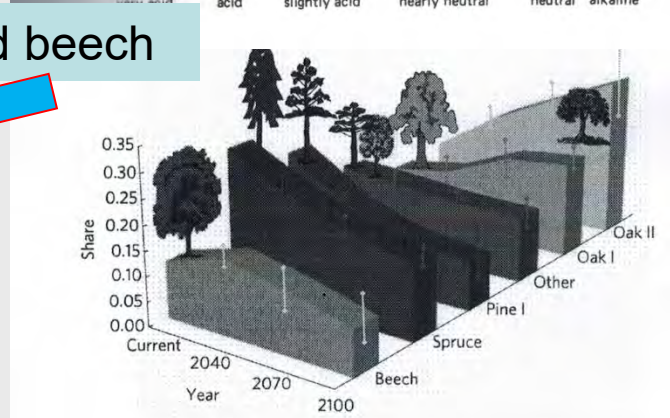 acid slightly acid nearly neutral neutral alkaline
d beech
0.35
0.30
0.25
0.20
0.15
0.10
0.05
0.00
Share
Current
2040
2070
2100
Year
Beech
Spruce
Pine I
Other
Oak I
Oak II